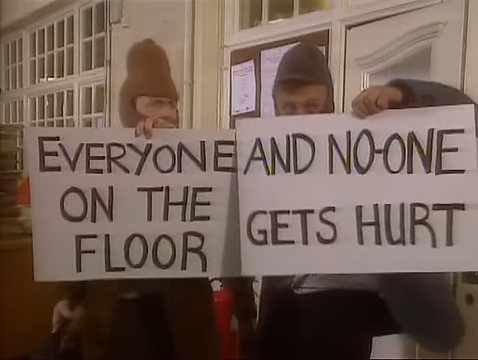 EVERYONE
ON THE
FLOOR
AND NO-ONE
GETS HURT